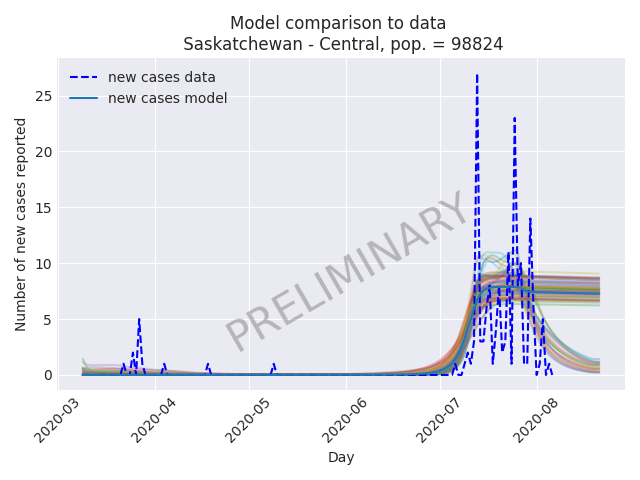 Model comparison to data
Saskatchewan - Central, pop. = 98824
new cases data
new cases model
Number of new cases reported
25
20
15
10
5
0
PRELIMINARY
2020-03
2020-04
2020-05
2020-06
2020-07
2020-08
Day